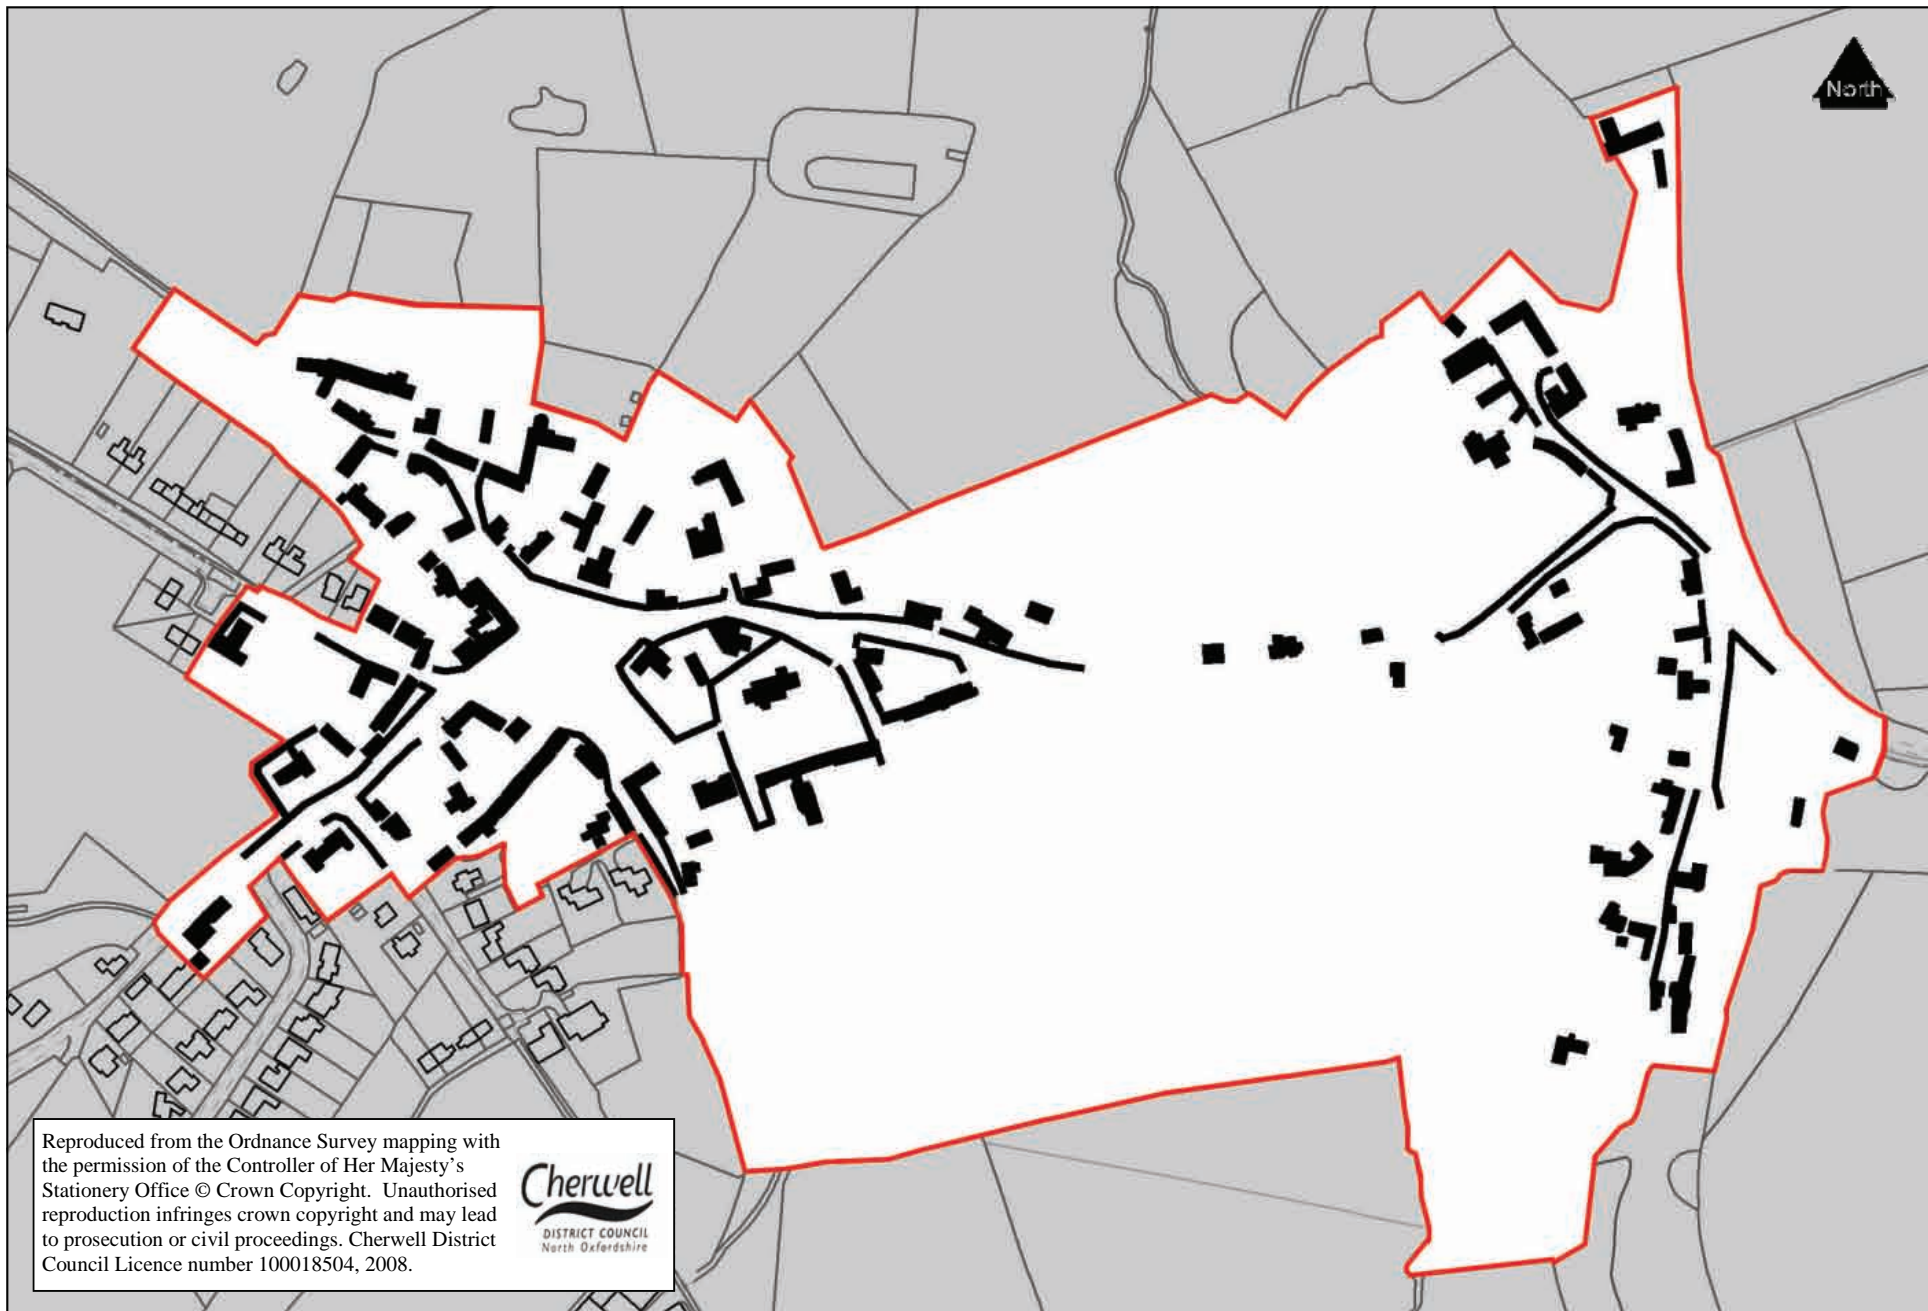 North
Reproduced from the Ordnance Survey mapping with
the permission of the Controller of Her Majesty’s
Stationery Office © Crown Copyright.  Unauthorised
reproduction infringes crown copyright and may lead
to prosecution or civil proceedings. Cherwell District
Council Licence number 100018504, 2008.
Cherwell
DISTRICT COUNCIL
North Oxfordshire